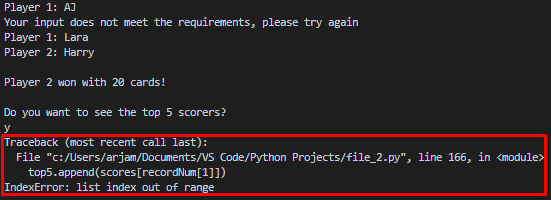 Player 1: AJ
Your input does not meet the requirements, please try again
Player 1: Lara
Player 2: Harry
Player 2 won with 20 cards!
Do you want to see the top 5 scorers?
y
Traceback (most recent call last):
  File "c:/Users/arjam/Documents/VS Code/Python Projects/file_2.py", line 166, in <module>
    top5.append(scores[recordNum[1]])
IndexError: list index out of range